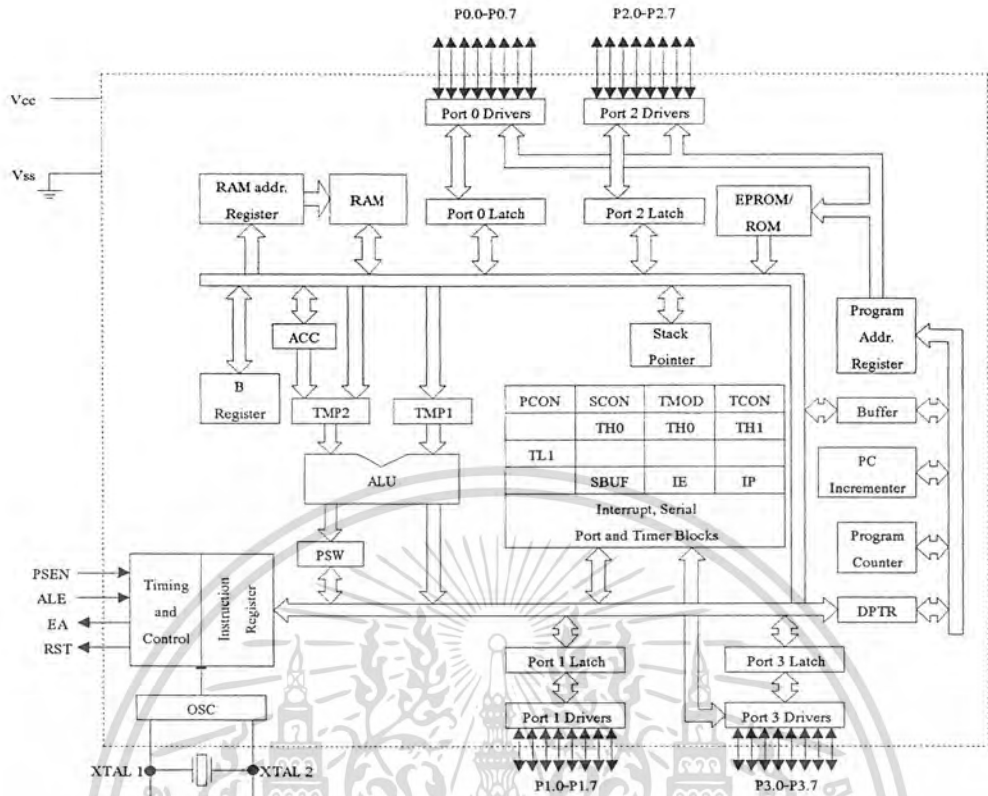 P0.0-P0.7
P2.0-P2.7
Vcc
Port 0 Drivers
Port 2 Drivers
Vss
RAM addr.
Register
RAM
EPROM/
ROM
Port 0 Latch
Port 2 Latch
ACC
Stack
Pointer
Program
Addr.
Register
B
Register
TMP2
TMP1
PCON SCON TMOD TCON
TH0 TH0 TH1
TL1
SBUF IE IP
Interrupt, Serial
Port and Timer Blocks
Buffer
ALU
PC
Incrementer
PSW
Program
Counter
PSEN
ALE
EA
RST
Timing
and
Control
Instruction
Register
DPTR
Port 1 Latch
Port 3 Latch
OSC
Port 1 Drivers
Port 3 Drivers
XTAL 1
XTAL 2
P1.0-P1.7
P3.0-P3.7